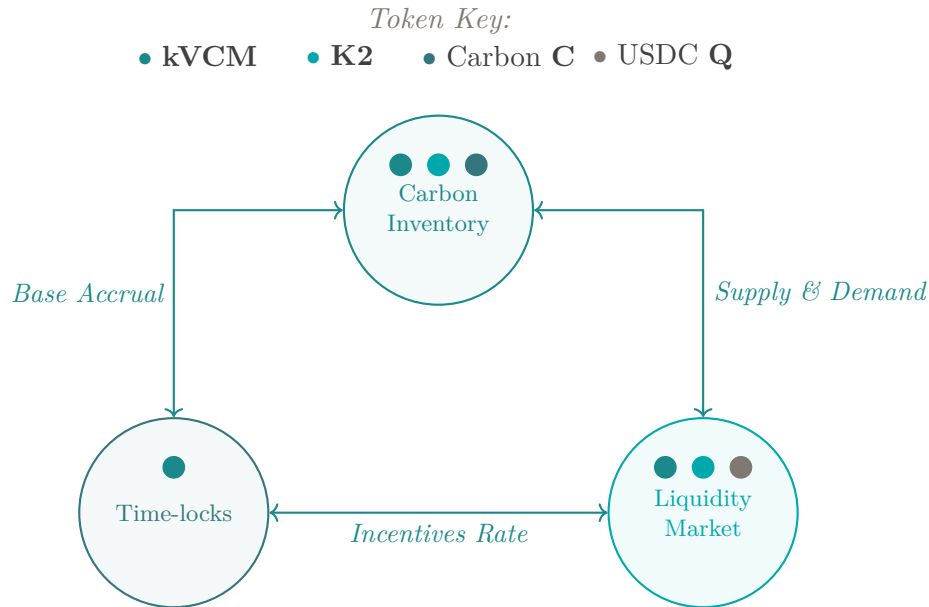 Token Key:
kVCM K2 Carbon C USDC Q
Carbon
Inventory
Base Accrual
Supply & Demand
Time-locks
Liquidity
Market
Incentives Rate